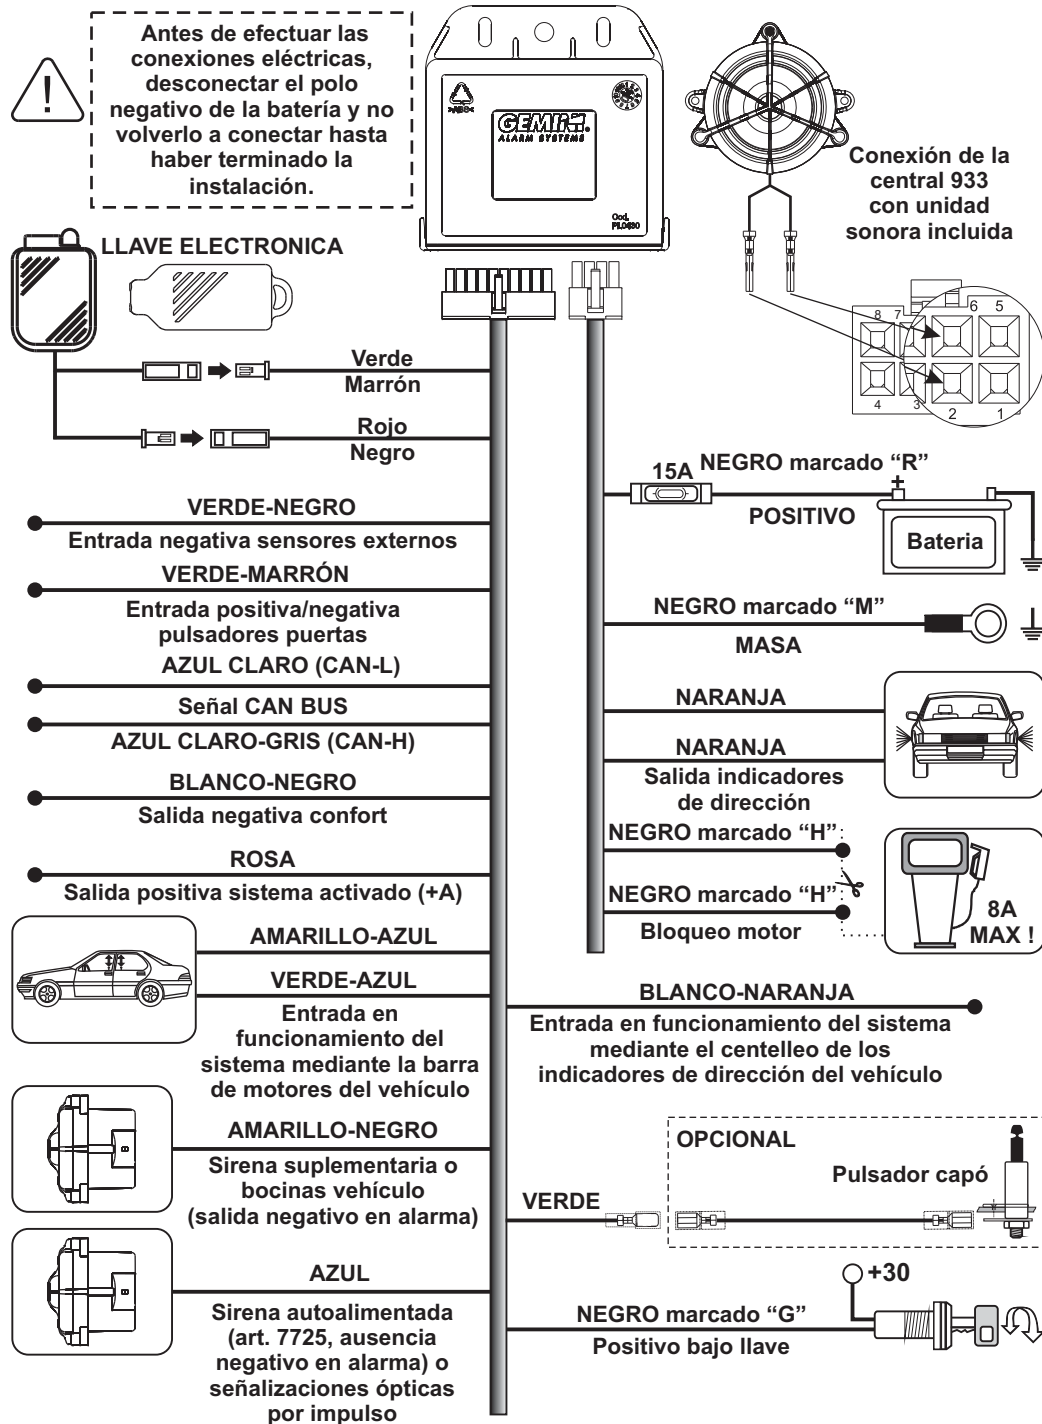 Antes de efectuar las
conexiones eléctricas,
desconectar el polo
negativo de la batería y no
volverlo a conectar hasta
haber terminado la
instalación.
!
>ABS<
GEMINI.
ALARM SYSTEMS
Cod.
Conexión de la
central 933
con unidad
sonora incluida
8 7 6 5
4 3 2 1
LLAVE ELECTRONICA
Verde
Marrón
Rojo
Negro
VERDE-NEGRO
Entrada negativa sensores externos
VERDE-MARRÓN
Entrada positiva/negativa
pulsadores puertas
AZUL CLARO (CAN-L)
Señal CAN BUS
AZUL CLARO-GRIS (CAN-H)
BLANCO-NEGRO
Salida negativa confort
ROSA
Salida positiva sistema activado (+A)
AMARILLO-AZUL
VERDE-AZUL
Entrada en
funcionamiento del
sistema mediante la barra
de motores del vehículo
AMARILLO-NEGRO
Sirena suplementaria o
bocinas vehículo
(salida negativo en alarma)
AZUL
Sirena autoalimentada
(art. 7725, ausencia
negativo en alarma) o
señalizaciones ópticas
por impulso
15A
NEGRO marcado “R”
+
POSITIVO
Bateria
NEGRO marcado “M”
MASA
NARANJA
NARANJA
Salida indicadores
de dirección
NEGRO marcado “H”
NEGRO marcado “H”
Bloqueo motor
8A
MAX !
BLANCO-NARANJA
Entrada en funcionamiento del sistema
mediante el centelleo de los
indicadores de dirección del vehículo
OPCIONAL
Pulsador capó
VERDE
+30
NEGRO marcado “G”
Positivo bajo llave